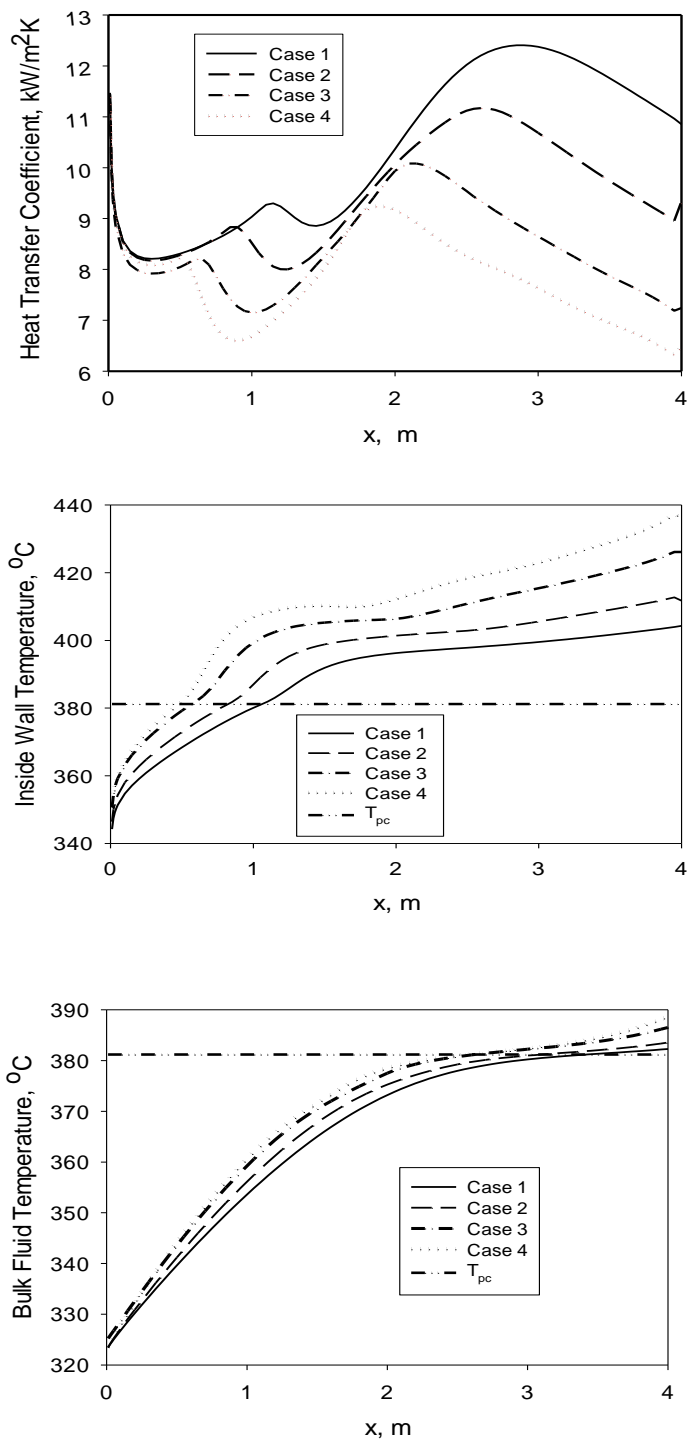 13
12
11
10
9
8
7
6
Heat Transfer Coefficient, kW/m²K
Case 1
Case 2
Case 3
Case 4
0 1 2 3 4
x, m
440
420
400
380
360
340
Inside Wall Temperature, ºC
Case 1
Case 2
Case 3
Case 4
Tpc
0 1 2 3 4
x, m
390
380
370
360
350
340
330
320
Bulk Fluid Temperature, ºC
Case 1
Case 2
Case 3
Case 4
Tpc
0 1 2 3 4
x, m